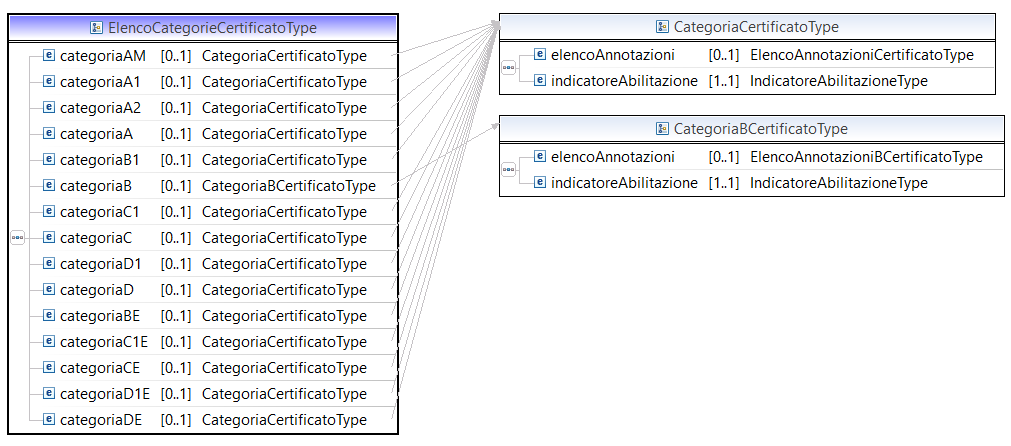 ElencoCategorieCertificatoType
categoriaAM [0..1] CategoriaCertificatoType
categoriaA1 [0..1] CategoriaCertificatoType
categoriaA2 [0..1] CategoriaCertificatoType
categoriaA [0..1] CategoriaCertificatoType
categoriaB1 [0..1] CategoriaCertificatoType
categoriaB [0..1] CategoriaBCertificatoType
categoriaC1 [0..1] CategoriaCertificatoType
categoriaC [0..1] CategoriaCertificatoType
categoriaD1 [0..1] CategoriaCertificatoType
categoriaD [0..1] CategoriaCertificatoType
categoriaBE [0..1] CategoriaCertificatoType
categoriaC1E [0..1] CategoriaCertificatoType
categoriaCE [0..1] CategoriaCertificatoType
categoriaD1E [0..1] CategoriaCertificatoType
categoriaDE [0..1] CategoriaCertificatoType
CategoriaCertificatoType
elencoAnnotazioni [0..1] ElencoAnnotazioniCertificatoType
indicatoreAbilitazione [1..1] IndicatoreAbilitazioneType
CategoriaBCertificatoType
elencoAnnotazioni [0..1] ElencoAnnotazioniBCertificatoType
indicatoreAbilitazione [1..1] IndicatoreAbilitazioneType